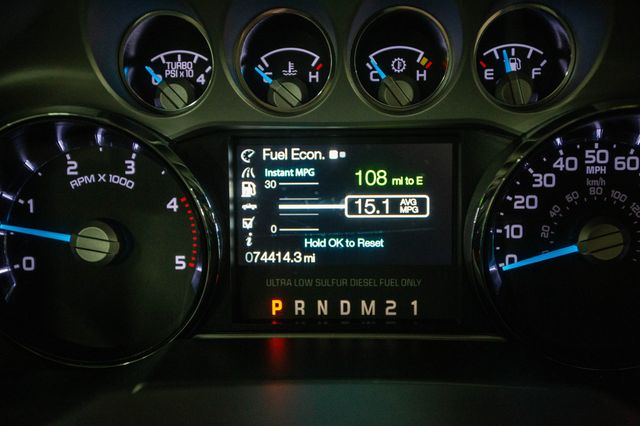 TURBO
PSI x 10
4
C H
C H
E F
2 3
RPM X 1000
1 4
0 5
Fuel Econ.
Instant MPG
30
0
108 mi to E
15.1 AVG MPG
Hold OK to Reset
074414.3 mi
ULTRA LOW SULFUR DIESEL FUEL ONLY
P R N D M 2 1
40 50 60
MPH
30
km/h
80
20
10
0